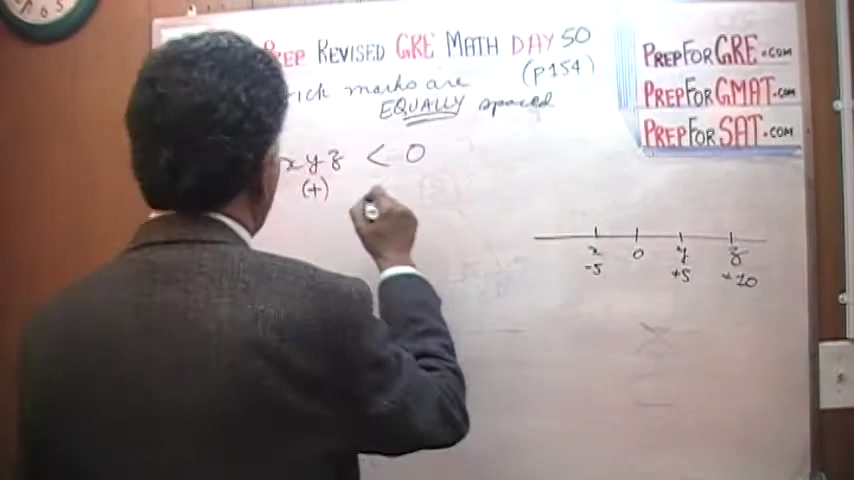 Prep Revised GRE Math Day 50
marks are (p154)
EQUALLY spaced
xyz < 0
(+)
PrepForGRE.com
PrepForGMAT.com
PrepForSAT.com
x 0 y z
-5 +5 +10